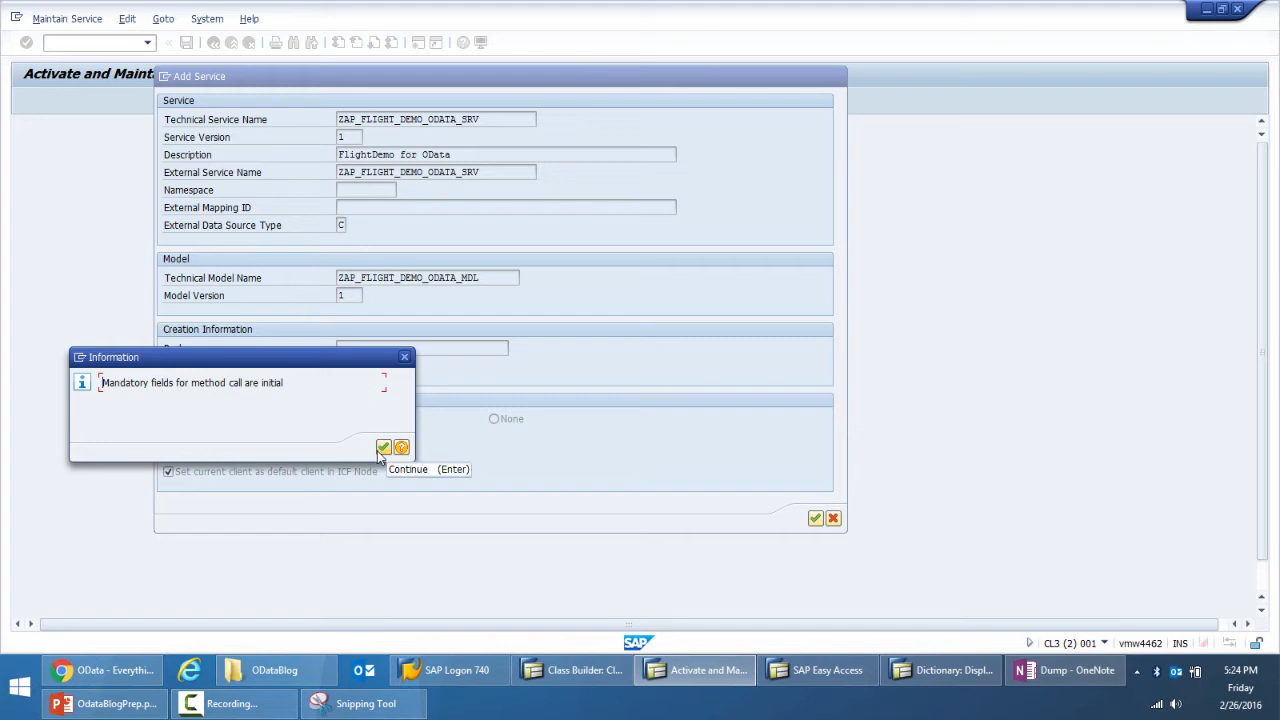 Maintain Service Edit Goto System Help
Activate and Maint
Add Service
Service
Technical Service Name ZAP_FLIGHT_DEMO_ODATA_SRV
Service Version 1
Description FlightDemo for OData
External Service Name ZAP_FLIGHT_DEMO_ODATA_SRV
Namespace
External Mapping ID
External Data Source Type C
Model
Technical Model Name ZAP_FLIGHT_DEMO_ODATA_MDL
Model Version 1
Creation Information
Information
Mandatory fields for method call are initial
None
Continue (Enter)
Set current client as default client in ICF Node
SAP
CL3 (2) 001 vmw4462 INS
OData - Everythi... ODataBlog SAP Logon 740 Class Builder: Cl... Activate and Ma... SAP Easy Access Dictionary: Displ... Dump - OneNote 5:24 PM
Friday
OdataBlogPrep.p... Recording... Snipping Tool 2/26/2016